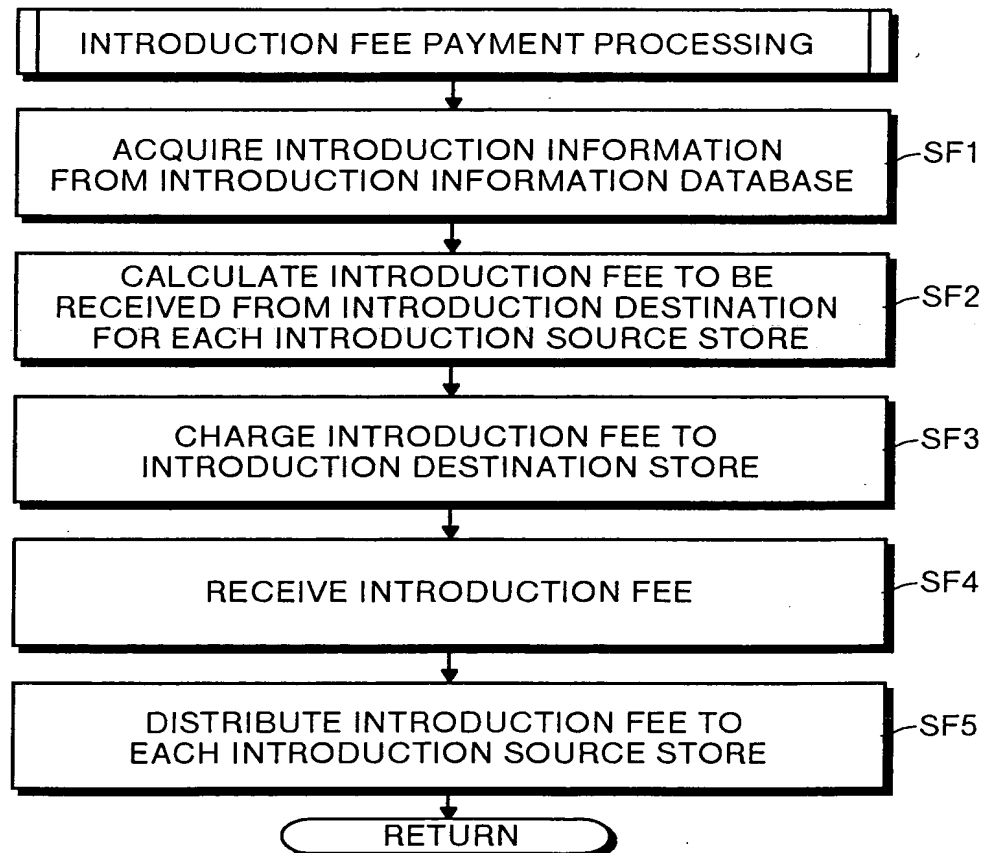 INTRODUCTION FEE PAYMENT PROCESSING
ACQUIRE INTRODUCTION INFORMATION
FROM INTRODUCTION INFORMATION DATABASE
SF1
CALCULATE INTRODUCTION FEE TO BE
RECEIVED FROM INTRODUCTION DESTINATION
FOR EACH INTRODUCTION SOURCE STORE
SF2
CHARGE INTRODUCTION FEE TO
INTRODUCTION DESTINATION STORE
SF3
RECEIVE INTRODUCTION FEE
SF4
DISTRIBUTE INTRODUCTION FEE TO
EACH INTRODUCTION SOURCE STORE
SF5
RETURN